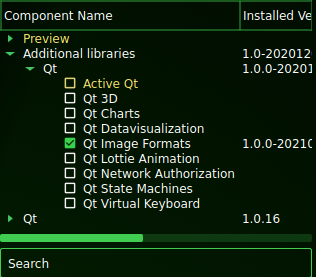 Component Name Installed Ve
Preview
Additional libraries 1.0-202012
Qt 1.0.0-20201
Active Qt
Qt 3D
Qt Charts
Qt Datavisualization
Qt Image Formats 1.0.0-20210
Qt Lottie Animation
Qt Network Authorization
Qt State Machines
Qt Virtual Keyboard
Qt 1.0.16
Search